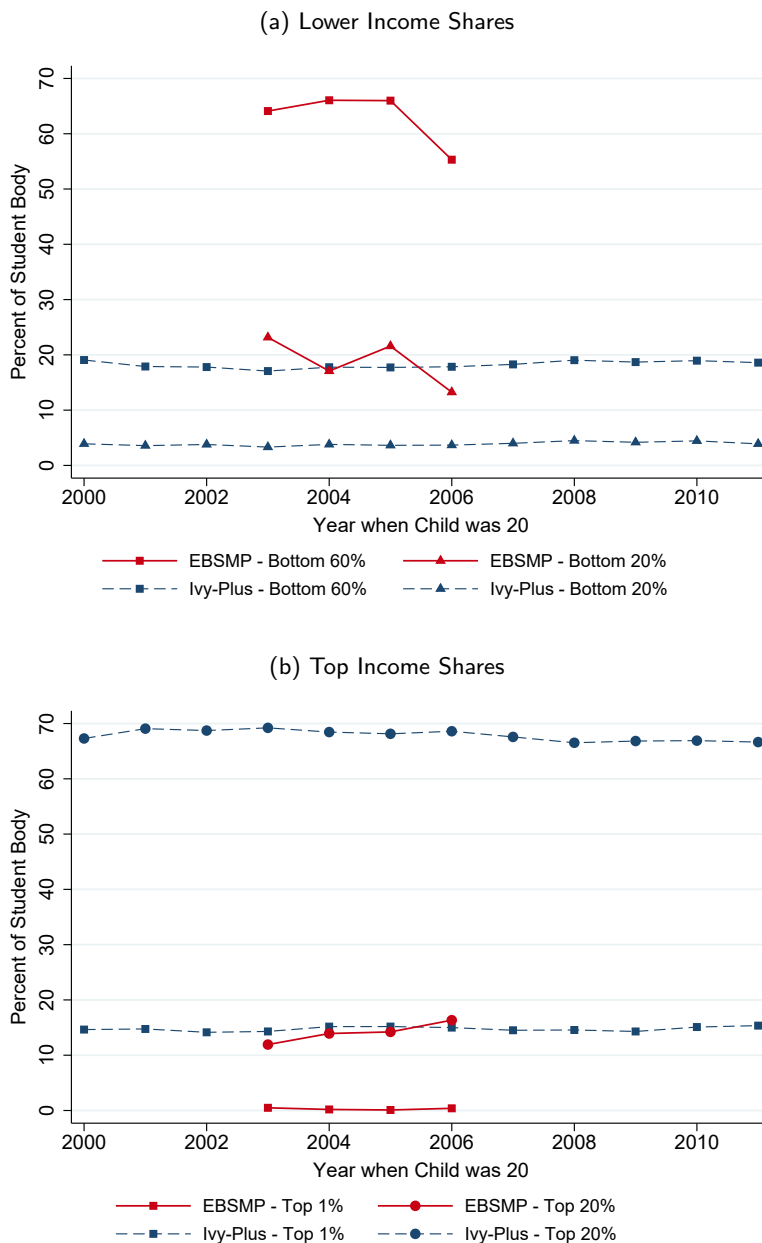 (a) Lower Income Shares
Percent of Student Body
70
60
50
40
30
20
10
0
2000 2002 2004 2006 2008 2010
Year when Child was 20
EBSMP - Bottom 60% EBSMP - Bottom 20%
Ivy-Plus - Bottom 60% Ivy-Plus - Bottom 20%
(b) Top Income Shares
Percent of Student Body
70
60
50
40
30
20
10
0
2000 2002 2004 2006 2008 2010
Year when Child was 20
EBSMP - Top 1% EBSMP - Top 20%
Ivy-Plus - Top 1% Ivy-Plus - Top 20%